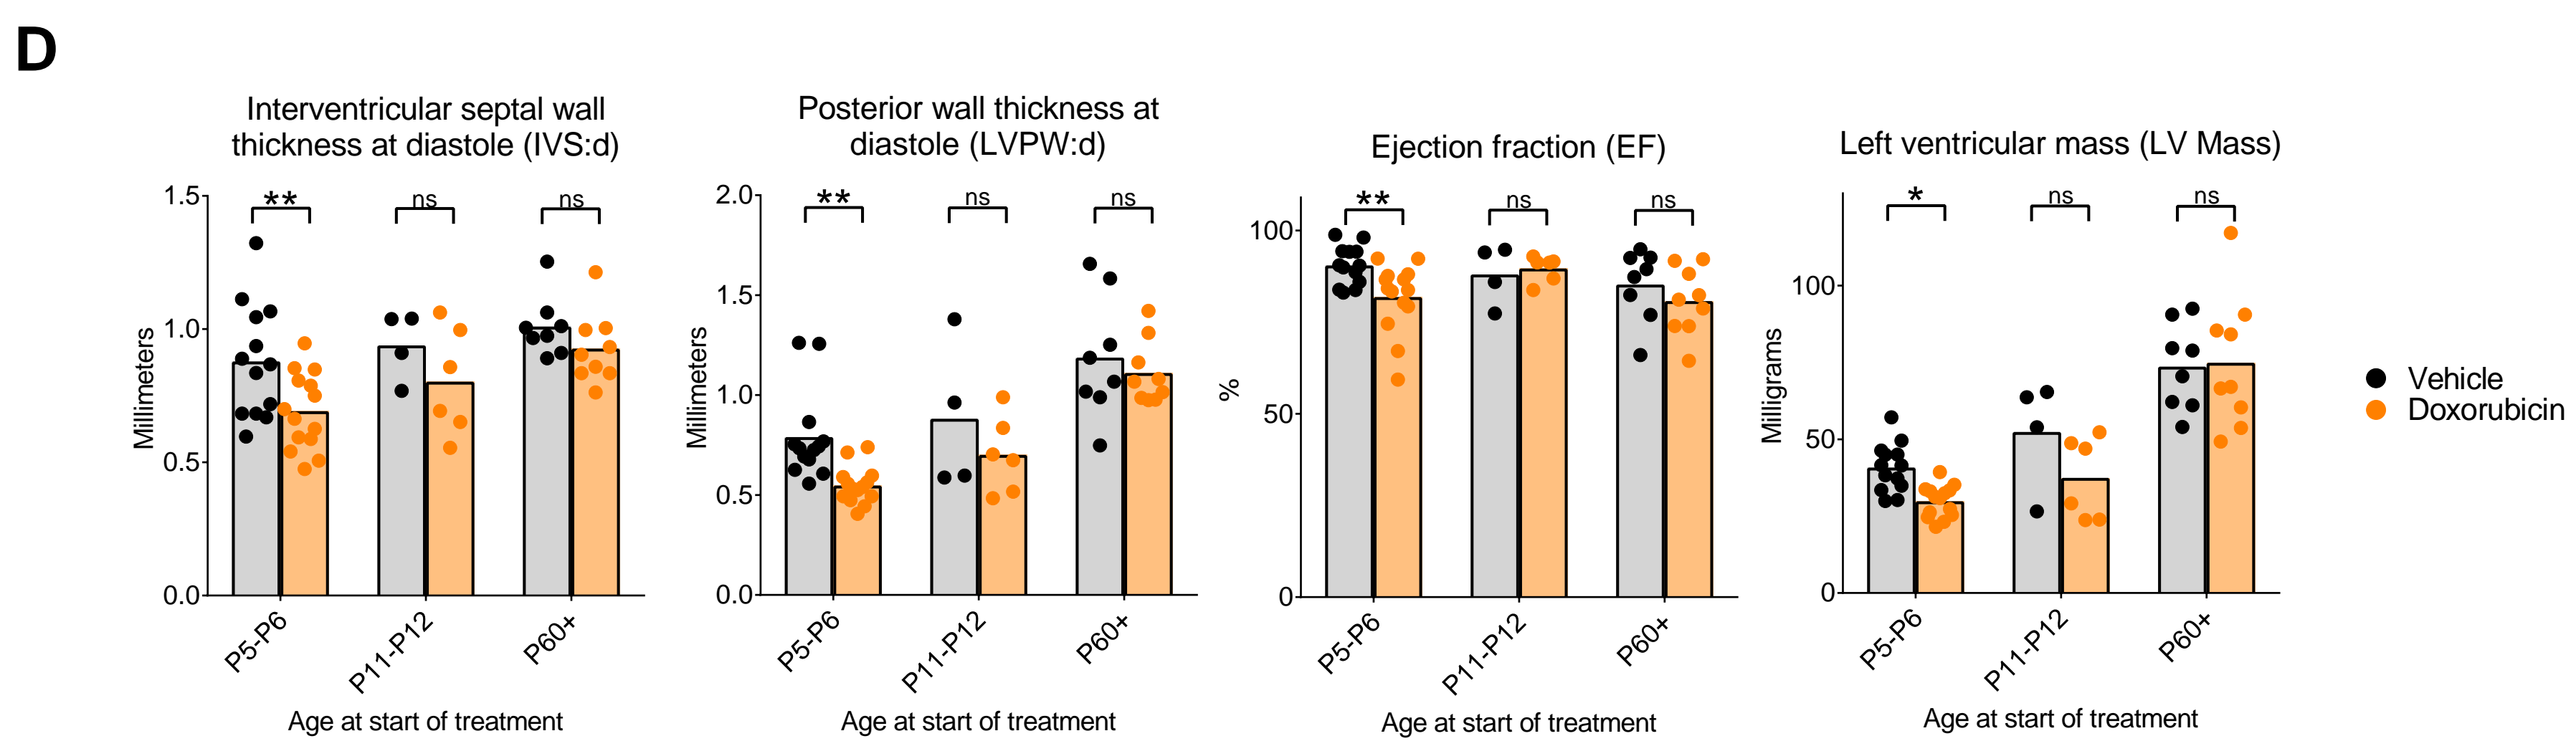 D
Interventricular septal wall
thickness at diastole (IVS:d)
Millimeters
1.5
1.0
0.5
0.0
**
ns
ns
P5-P6
P11-P12
P60+
Age at start of treatment
Posterior wall thickness at
diastole (LVPW:d)
Millimeters
2.0
1.5
1.0
0.5
0.0
**
ns
ns
P5-P6
P11-P12
P60+
Age at start of treatment
Ejection fraction (EF)
%
100
50
0
**
ns
ns
P5-P6
P11-P12
P60+
Age at start of treatment
Left ventricular mass (LV Mass)
Milligrams
100
50
0
*
ns
ns
P5-P6
P11-P12
P60+
Age at start of treatment
Vehicle
Doxorubicin